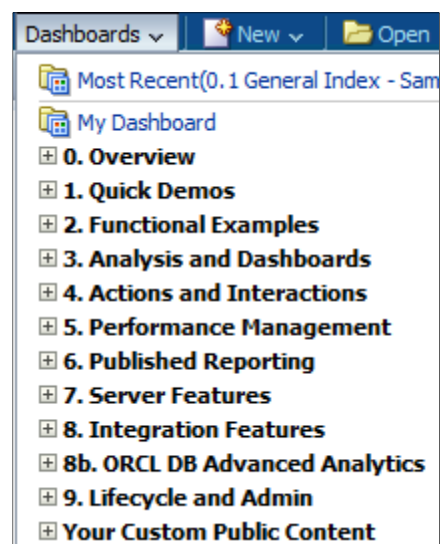 Dashboards New Open
Most Recent(0.1 General Index - Sam
My Dashboard
0. Overview
1. Quick Demos
2. Functional Examples
3. Analysis and Dashboards
4. Actions and Interactions
5. Performance Management
6. Published Reporting
7. Server Features
8. Integration Features
8b. ORCL DB Advanced Analytics
9. Lifecycle and Admin
Your Custom Public Content